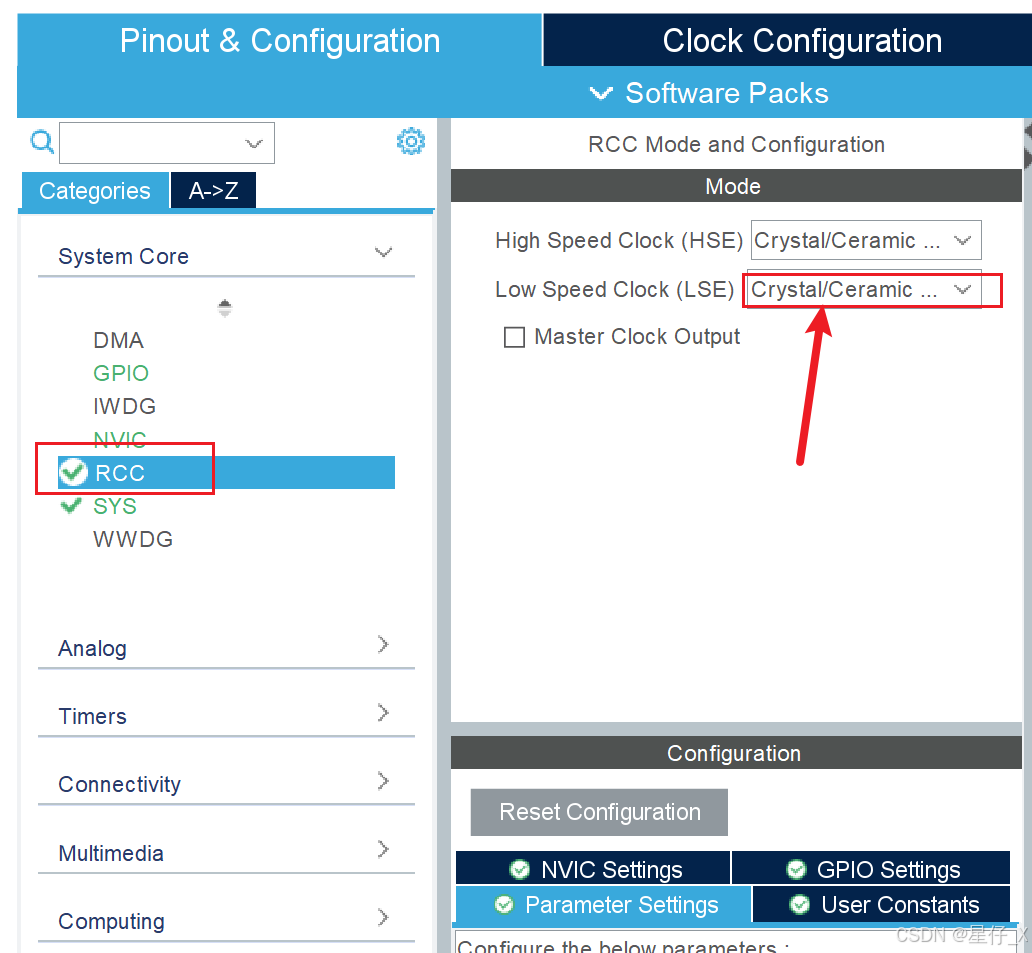 Pinout & Configuration
Clock Configuration
Software Packs
Categories
A->Z
System Core
DMA
GPIO
IWDG
NVIC
RCC
SYS
WWDG
Analog
Timers
Connectivity
Multimedia
Computing
RCC Mode and Configuration
Mode
High Speed Clock (HSE) Crystal/Ceramic ...
Low Speed Clock (LSE) Crystal/Ceramic ...
Master Clock Output
Configuration
Reset Configuration
NVIC Settings
GPIO Settings
Parameter Settings
User Constants
Configure the below parameters :
CSDN @星仔_X